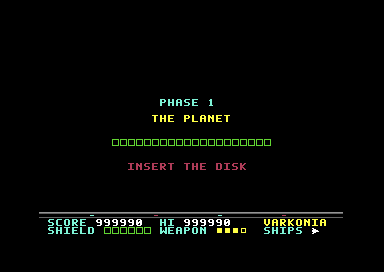 PHASE 1
THE PLANET
INSERT THE DISK
SCORE 999990 HI 999990 VARKONIA
SHIELD WEAPON SHIPS